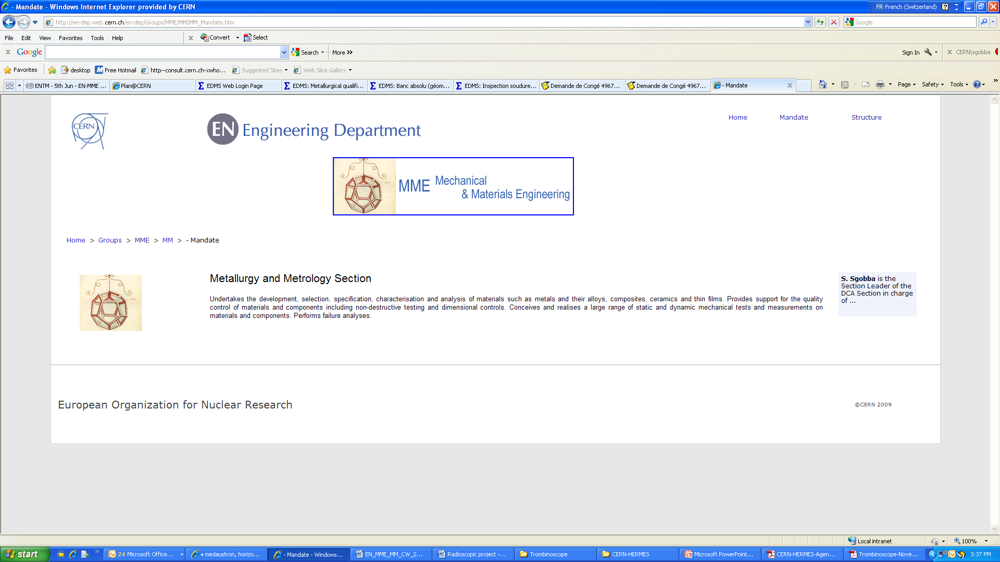 - Mandate - Windows Internet Explorer provided by CERN
FR French (Switzerland)
http://en-dep.web.cern.ch/en-dep/Groups/MME/MM/MM_Mandate.htm
Google
File Edit View Favorites Tools Help
x Convert Select
x Google Search More »
Sign In x CERN\sgobba
Favorites desktop Free Hotmail http--consult.cern.ch-xwho... Suggested Sites Web Slice Gallery
ENTM - 5th Jun - EN-MME ... Plan@CERN EDMS Web Login Page EDMS: Metallurgical qualifi... EDMS: Banc absolu (géom... EDMS: Inspection soudure... Demande de Congé 4967... Demande de Congé 4967... - Mandate
Page Safety Tools »
CERN
EN Engineering Department
Home Mandate Structure
MME Mechanical
& Materials Engineering
Home > Groups > MME > MM > - Mandate
Metallurgy and Metrology Section
Undertakes the development, selection, specification, characterisation and analysis of materials such as metals and their alloys, composites, ceramics and thin films. Provides support for the quality
control of materials and components including non-destructive testing and dimensional controls. Conceives and realises a large range of static and dynamic mechanical tests and measurements on
materials and components. Performs failure analyses.
S. Sgobba is the
Section Leader of the
DCA Section in charge
of ...
European Organization for Nuclear Research
©CERN 2009
Local intranet 100%
start » 24 Microsoft Office... • medaustron, horizo... - Mandate - Windows... EN_MME_MM_CW_2... Radioscopic project -... Trombinoscope CERN-HERMES Microsoft PowerPoint... CERN-HERMES-Agen... Trombinoscope-Nove... 3:37 PM